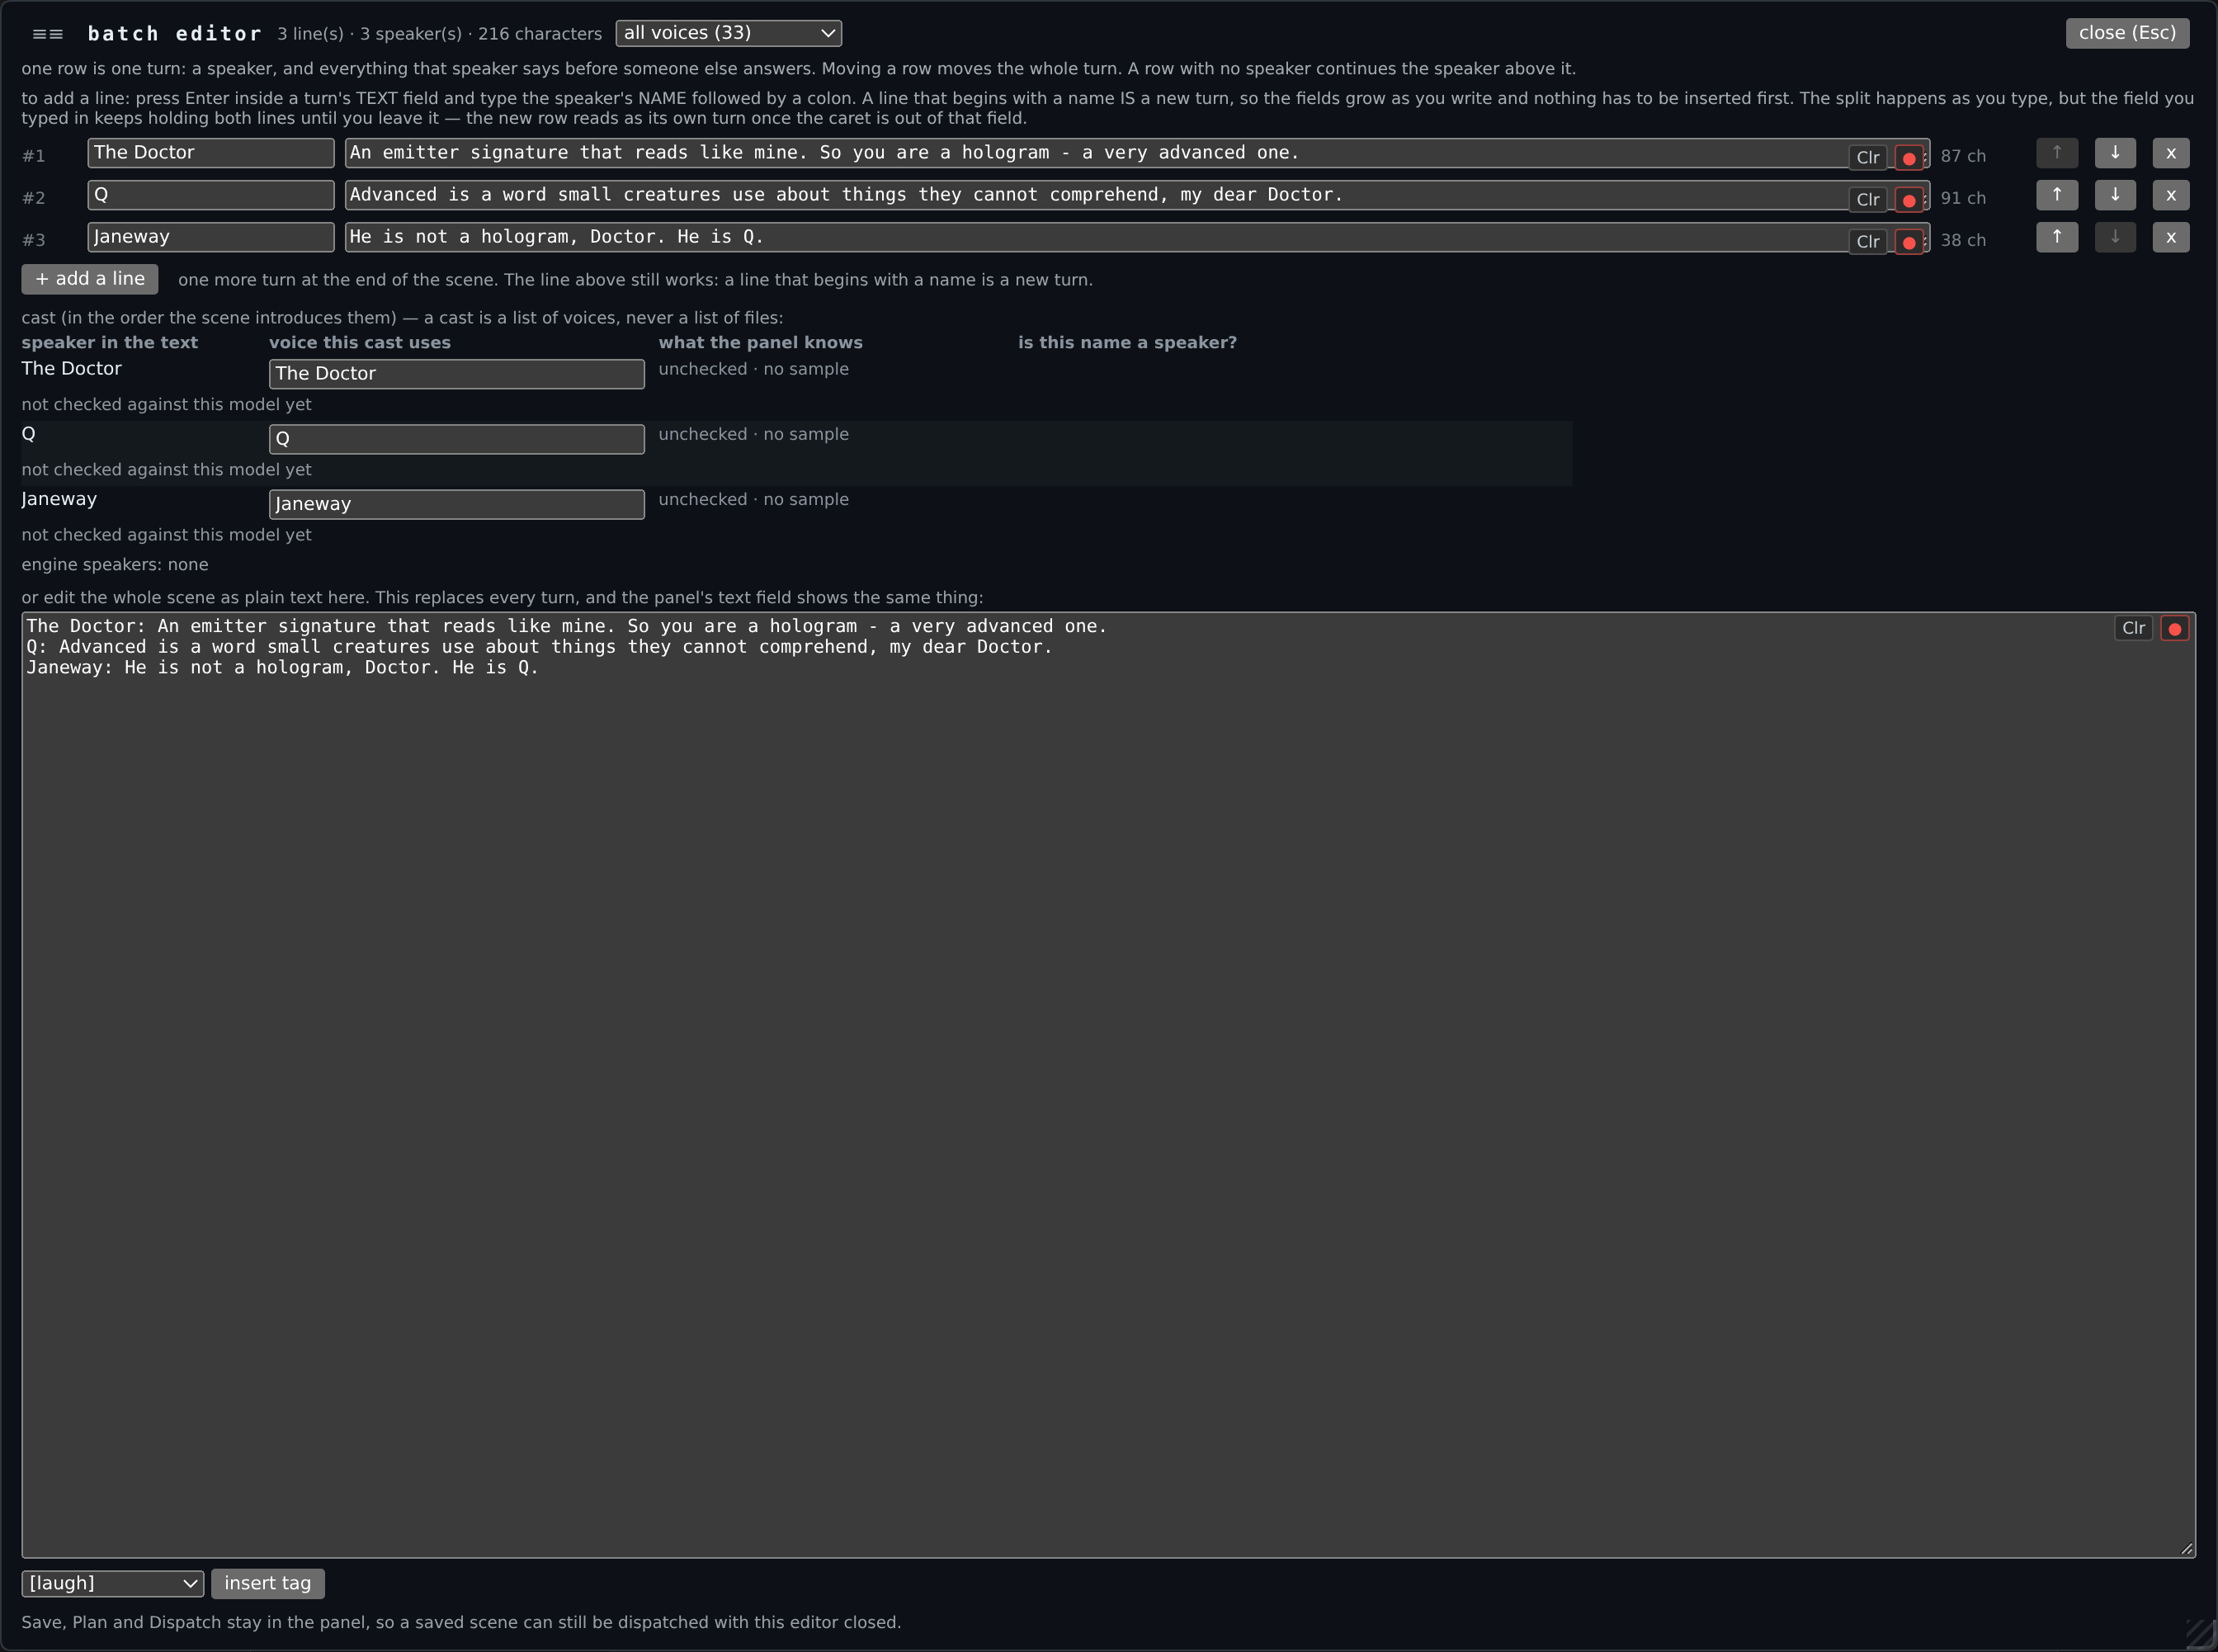 batch editor 3 line(s) · 3 speaker(s) · 216 characters all voices (33) close (Esc)
one row is one turn: a speaker, and everything that speaker says before someone else answers. Moving a row moves the whole turn. A row with no speaker continues the speaker above it.
to add a line: press Enter inside a turn's TEXT field and type the speaker's NAME followed by a colon. A line that begins with a name IS a new turn, so the fields grow as you write and nothing has to be inserted first. The split happens as you type, but the field you
typed in keeps holding both lines until you leave it — the new row reads as its own turn once the caret is out of that field.
#1 The Doctor An emitter signature that reads like mine. So you are a hologram - a very advanced one. Clr 87 ch ↑ ↓ x
#2 Q Advanced is a word small creatures use about things they cannot comprehend, my dear Doctor. Clr 91 ch ↑ ↓ x
#3 Janeway He is not a hologram, Doctor. He is Q. Clr 38 ch ↑ ↓ x
+ add a line one more turn at the end of the scene. The line above still works: a line that begins with a name is a new turn.
cast (in the order the scene introduces them) — a cast is a list of voices, never a list of files:
speaker in the text voice this cast uses what the panel knows is this name a speaker?
The Doctor The Doctor unchecked · no sample
not checked against this model yet
Q Q unchecked · no sample
not checked against this model yet
Janeway Janeway unchecked · no sample
not checked against this model yet
engine speakers: none
or edit the whole scene as plain text here. This replaces every turn, and the panel's text field shows the same thing:
The Doctor: An emitter signature that reads like mine. So you are a hologram - a very advanced one. Clr
Q: Advanced is a word small creatures use about things they cannot comprehend, my dear Doctor.
Janeway: He is not a hologram, Doctor. He is Q.
[laugh] insert tag
Save, Plan and Dispatch stay in the panel, so a saved scene can still be dispatched with this editor closed.